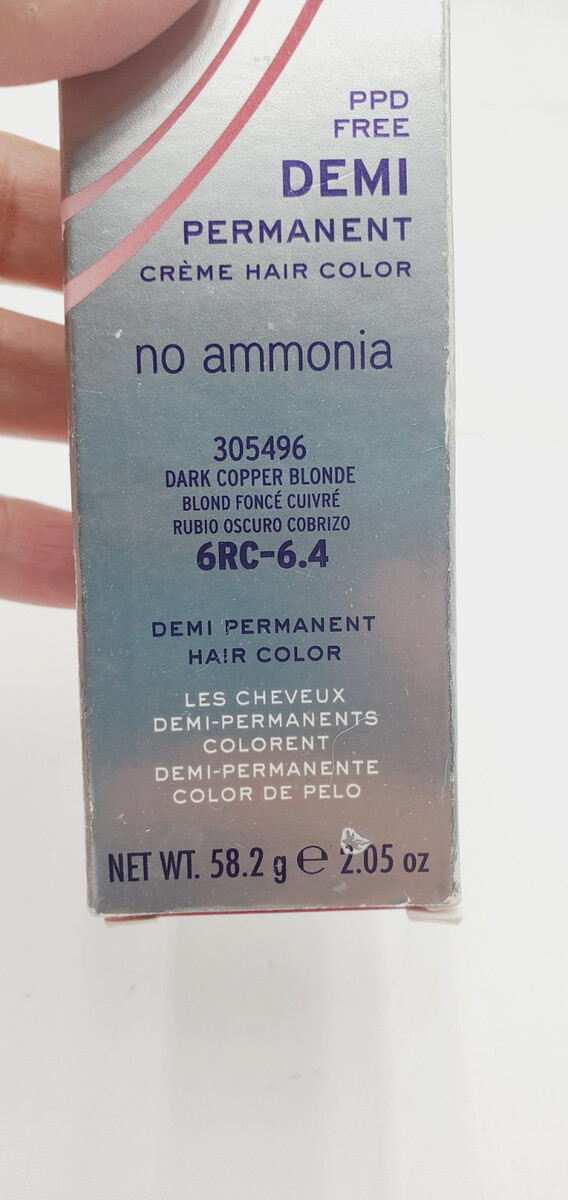 PPD
FREE
DEMI
PERMANENT
CRÈME HAIR COLOR
no ammonia
305496
DARK COPPER BLONDE
BLOND FONCÉ CUIVRÉ
RUBIO OSCURO COBRIZO
6RC-6.4
DEMI PERMANENT
HAIR COLOR
LES CHEVEUX
DEMI-PERMANENTS
COLORENT
DEMI-PERMANENTE
COLOR DE PELO
NET WT. 58.2 g e 2.05 oz